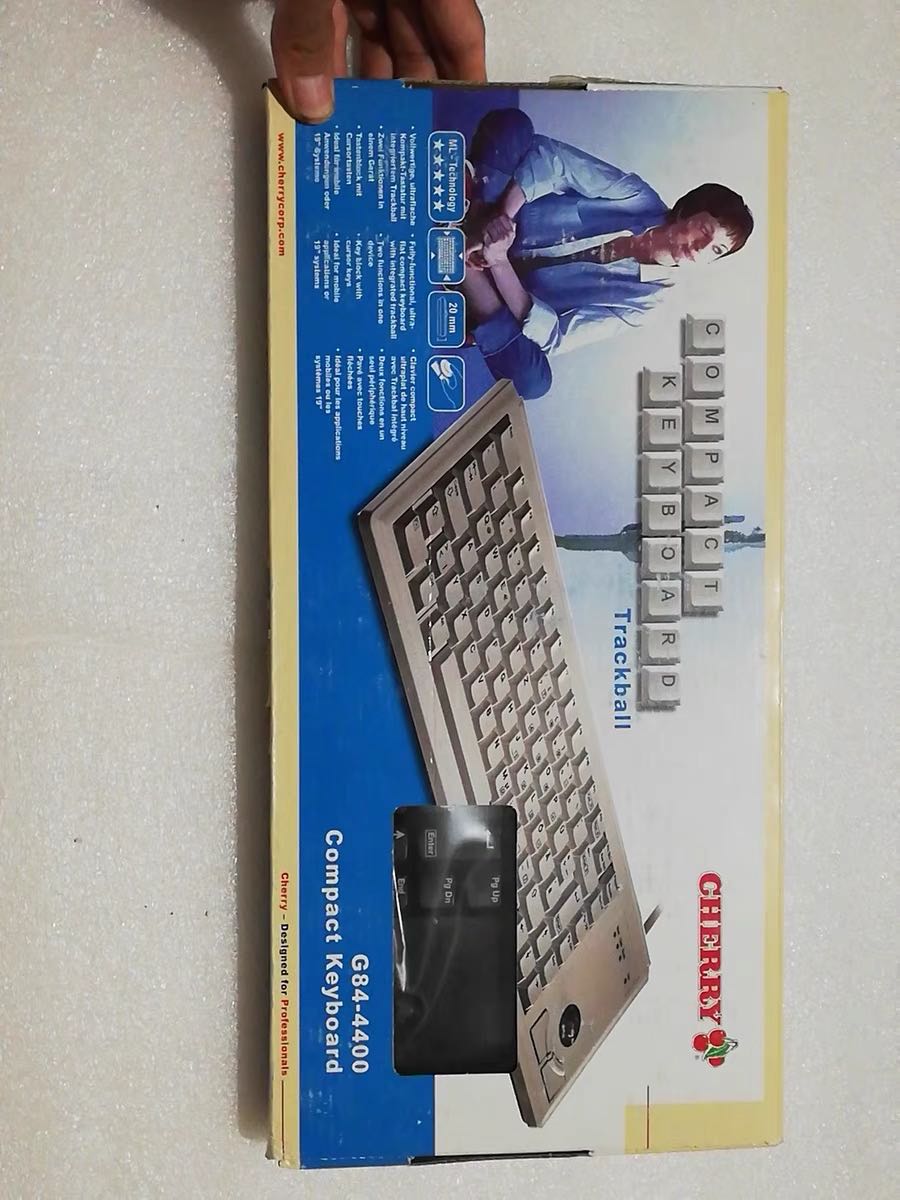 COMPACT
KEYBOARD
Trackball
CHERRY
®
ML-Technology
20 mm
• Vollwertige, ultraflache
Kompakt-Tastatur mit
integriertem Trackball
• Zwei Funktionen in
einem Gerät
• Tastenblock mit
Cursortasten
• Ideal für mobile
Anwendungen oder
19"-Systeme
• Fully-functional, ultra-
flat compact keyboard
with integrated trackball
• Two functions in one
device
• Key block with
cursor keys
• Ideal for mobile
applications or
19" systems
• Clavier compact
ultraplat de haut niveau
avec Trackball intégré
• Deux fonctions en un
seul périphérique
• Pavé avec touches
fléchées
• Idéal pour les applications
mobiles ou les
systèmes 19"
Pg Up
Enter
Pg Dn
End
G84-4400
Compact Keyboard
www.cherrycorp.com
Cherry – Designed for Professionals